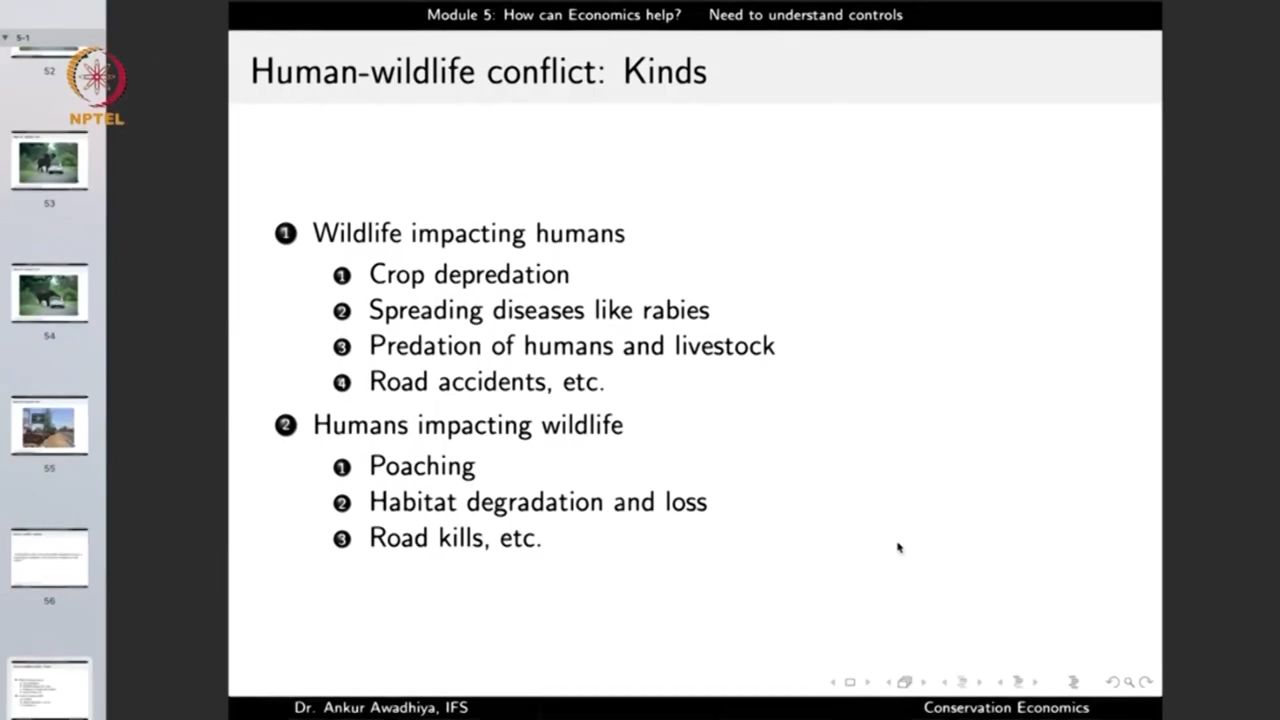 Module 5: How can Economics help? Need to understand controls
5-1
Human-wildlife conflict: Kinds
52
NPTEL
53
54
55
56
1 Wildlife impacting humans
1 Crop depredation
2 Spreading diseases like rabies
3 Predation of humans and livestock
4 Road accidents, etc.
2 Humans impacting wildlife
1 Poaching
2 Habitat degradation and loss
3 Road kills, etc.
Dr. Ankur Awadhiya, IFS Conservation Economics